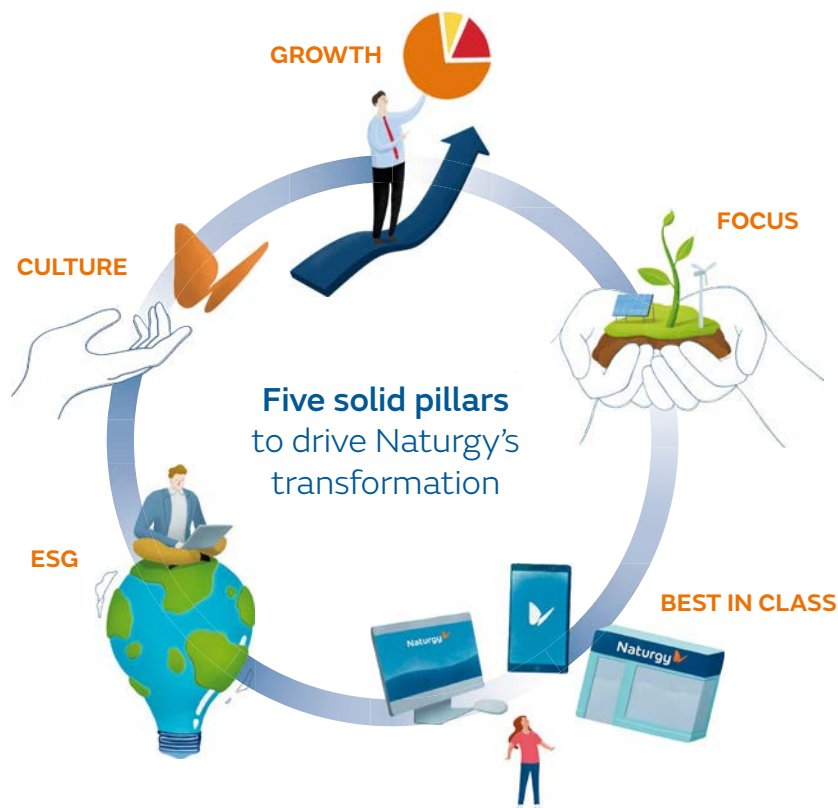 GROWTH
FOCUS
CULTURE
Five solid pillars
to drive Naturgy's
transformation
ESG
BEST IN CLASS
Naturgy
Naturgy